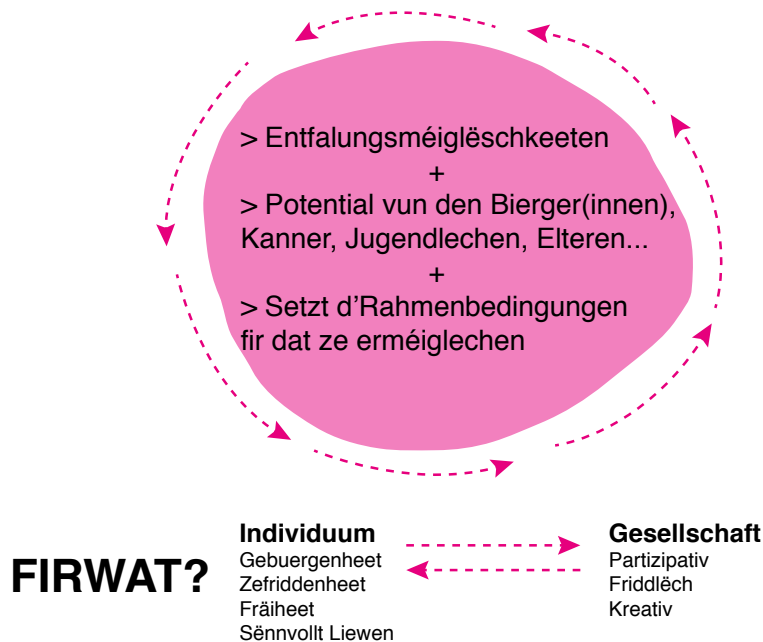 > Entfalungsméiglëschkeeten
+
> Potential vun den Bierger(innen),
Kanner, Jugendlechen, Elteren...
+
> Setzt d'Rahmenbedingungen
fir dat ze erméiglechen
FIRWAT?
Individuum
Gebuergenheet
Zefriddenheet
Fräiheet
Sënnvollt Liewen
Gesellschaft
Partizipativ
Friddlëch
Kreativ